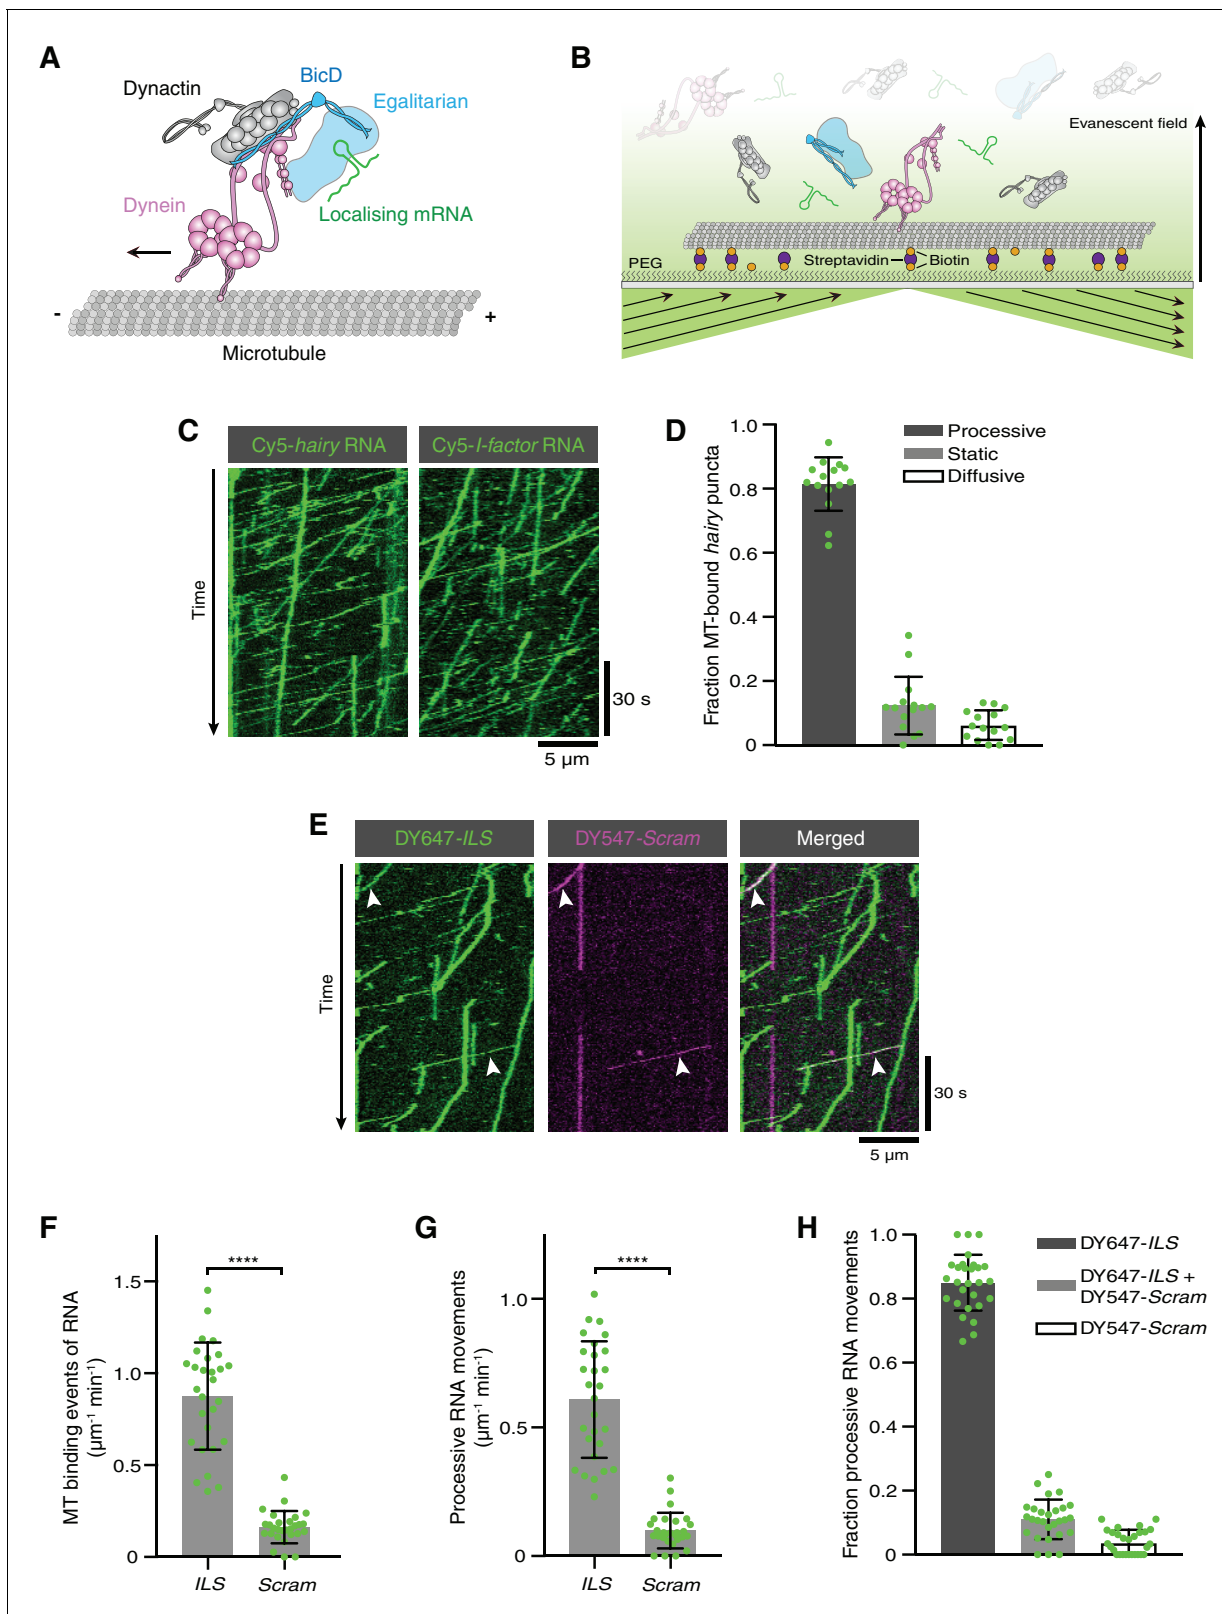 A
Dynactin
BicD
Egalitarian
Dynein
Localising mRNA
-
+
Microtubule
B
Evanescent field
PEG
Streptavidin
Biotin
C
Cy5-hairy RNA
Cy5-I-factor RNA
Time
30 s
5 µm
D
Fraction MT-bound hairy puncta
1.0
0.8
0.6
0.4
0.2
0
Processive
Static
Diffusive
E
DY647-ILS
DY547-Scram
Merged
Time
30 s
5 µm
F
MT binding events of RNA
(µm⁻¹ min⁻¹)
1.5
1.0
0.5
0
****
ILS
Scram
G
Processive RNA movements
(µm⁻¹ min⁻¹)
1.0
0.5
0
****
ILS
Scram
H
Fraction processive RNA movements
1.0
0.8
0.6
0.4
0.2
0
DY647-ILS
DY647-ILS +
DY547-Scram
DY547-Scram